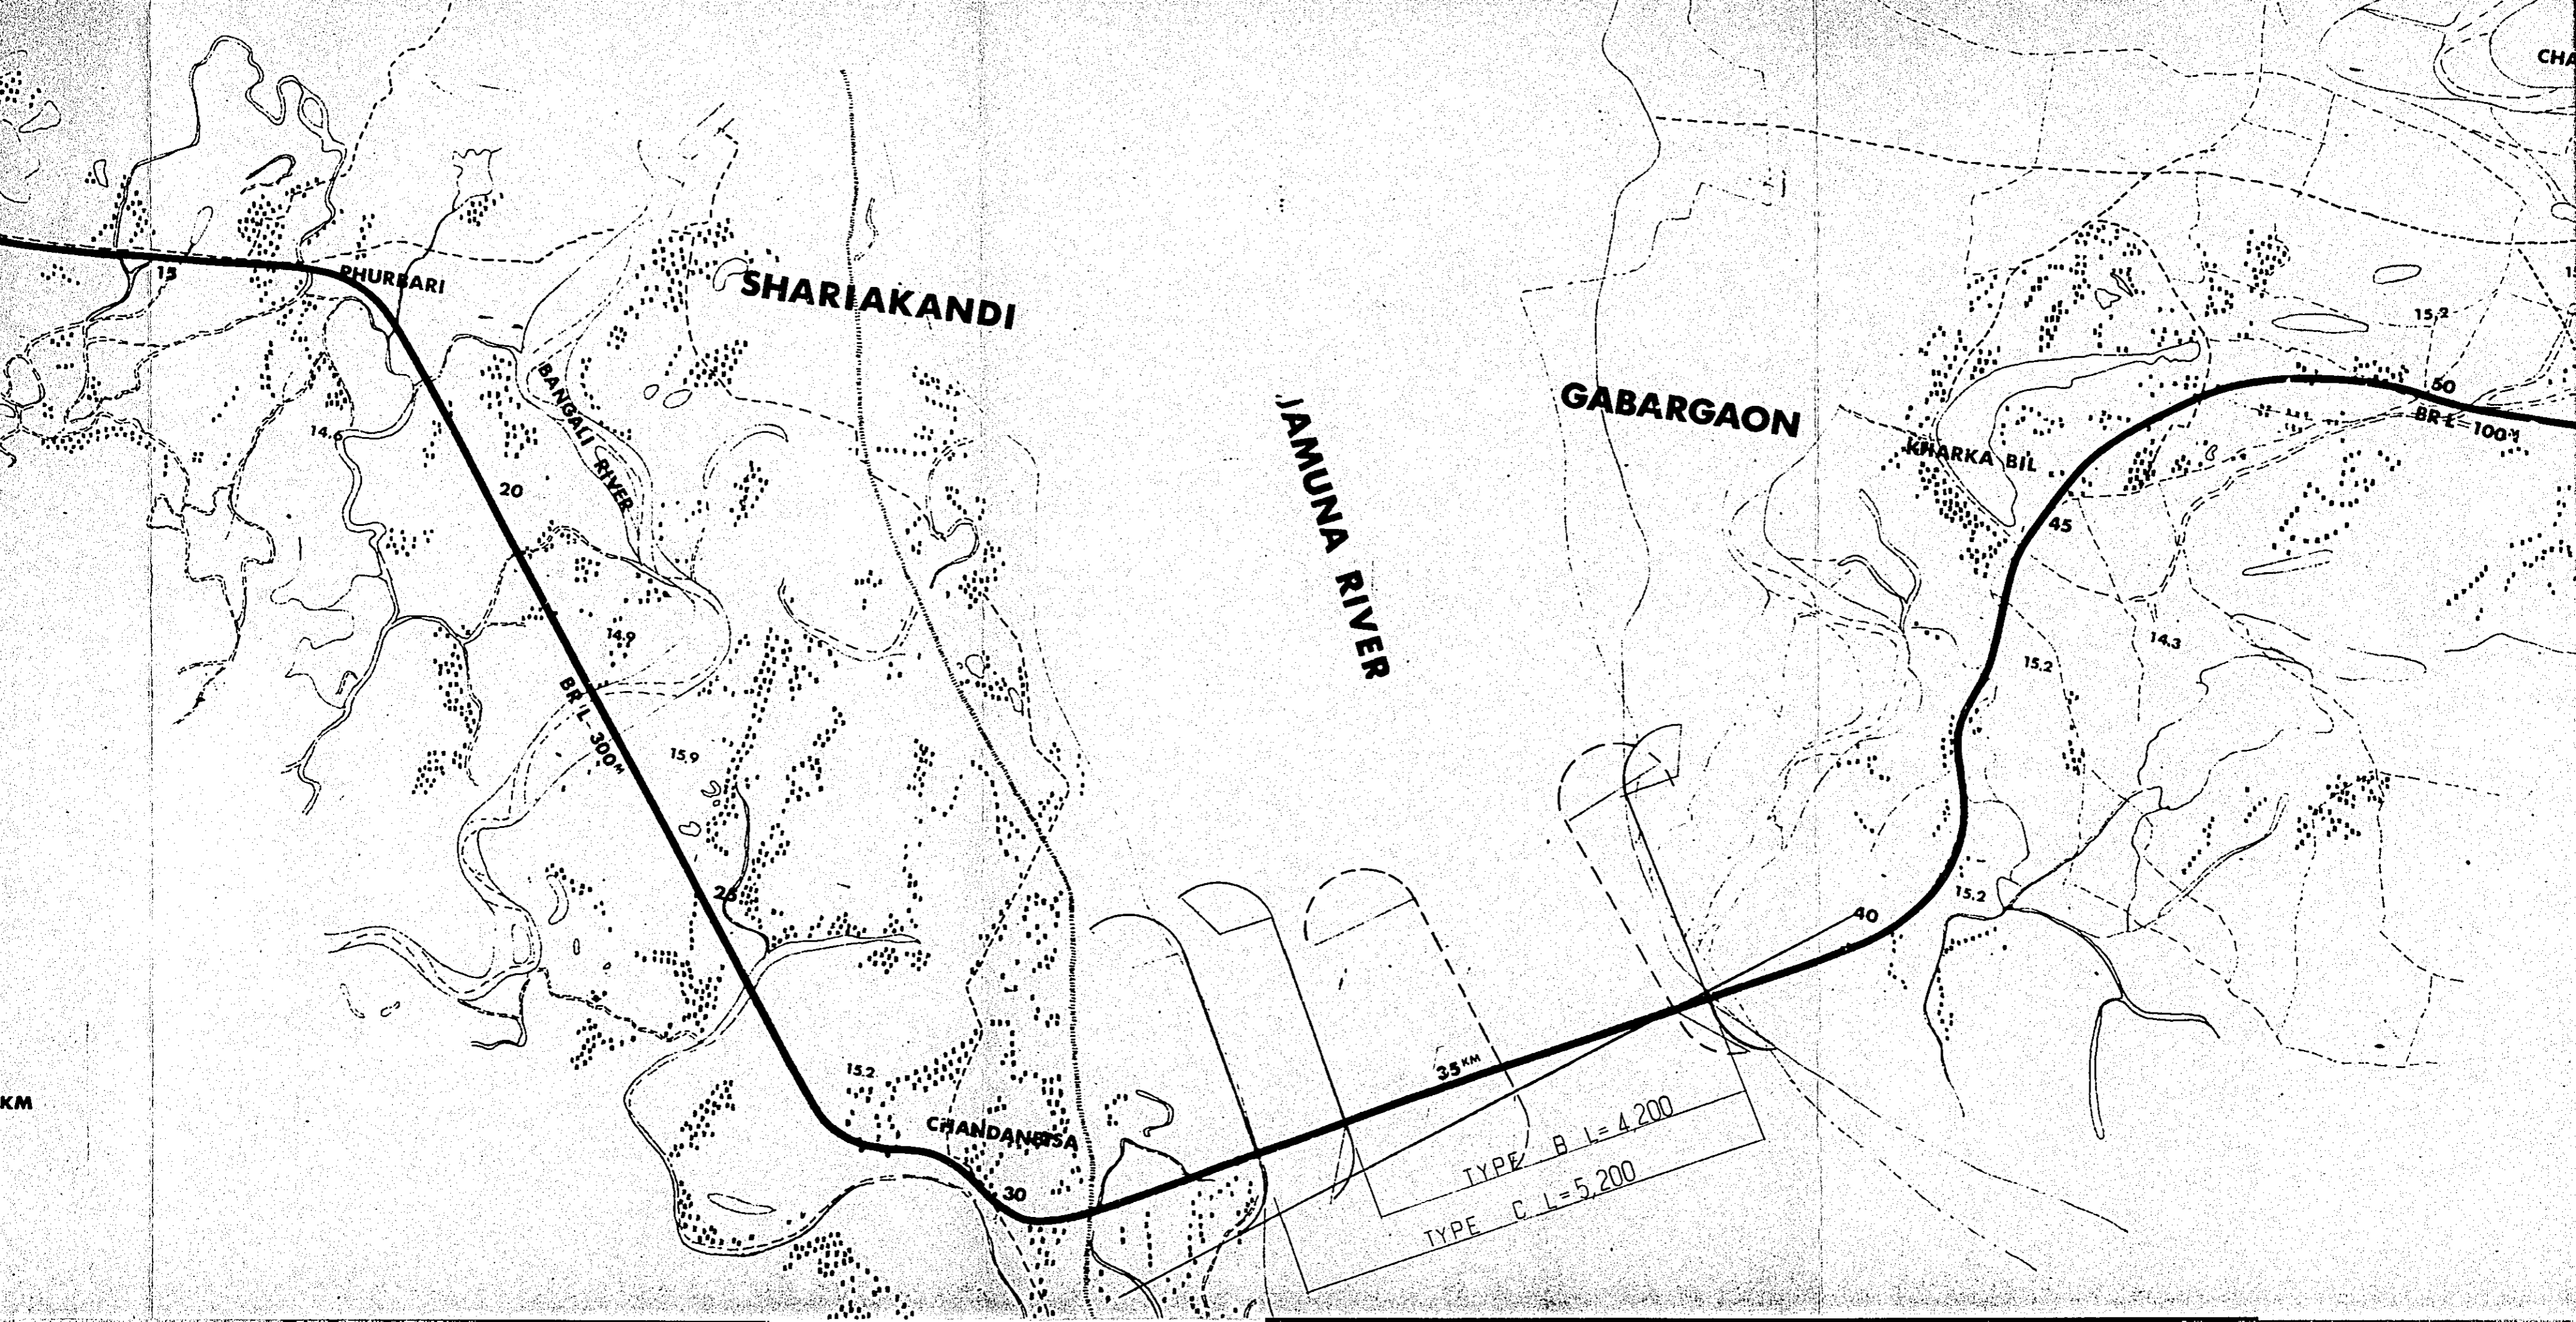 CHA
15
PHURBARI
SHARIAKANDI
15.2
BANGALI RIVER
JAMUNA RIVER
GABARGAON
50
BR L=100M
14.6
KHARKA BIL
20
45
14.9
14.3
15.2
BR L-300M
15.9
25
15.2
40
15.2
35KM
KM
CHANDANBISA
TYPE B L=4,200
TYPE C L=5,200
30